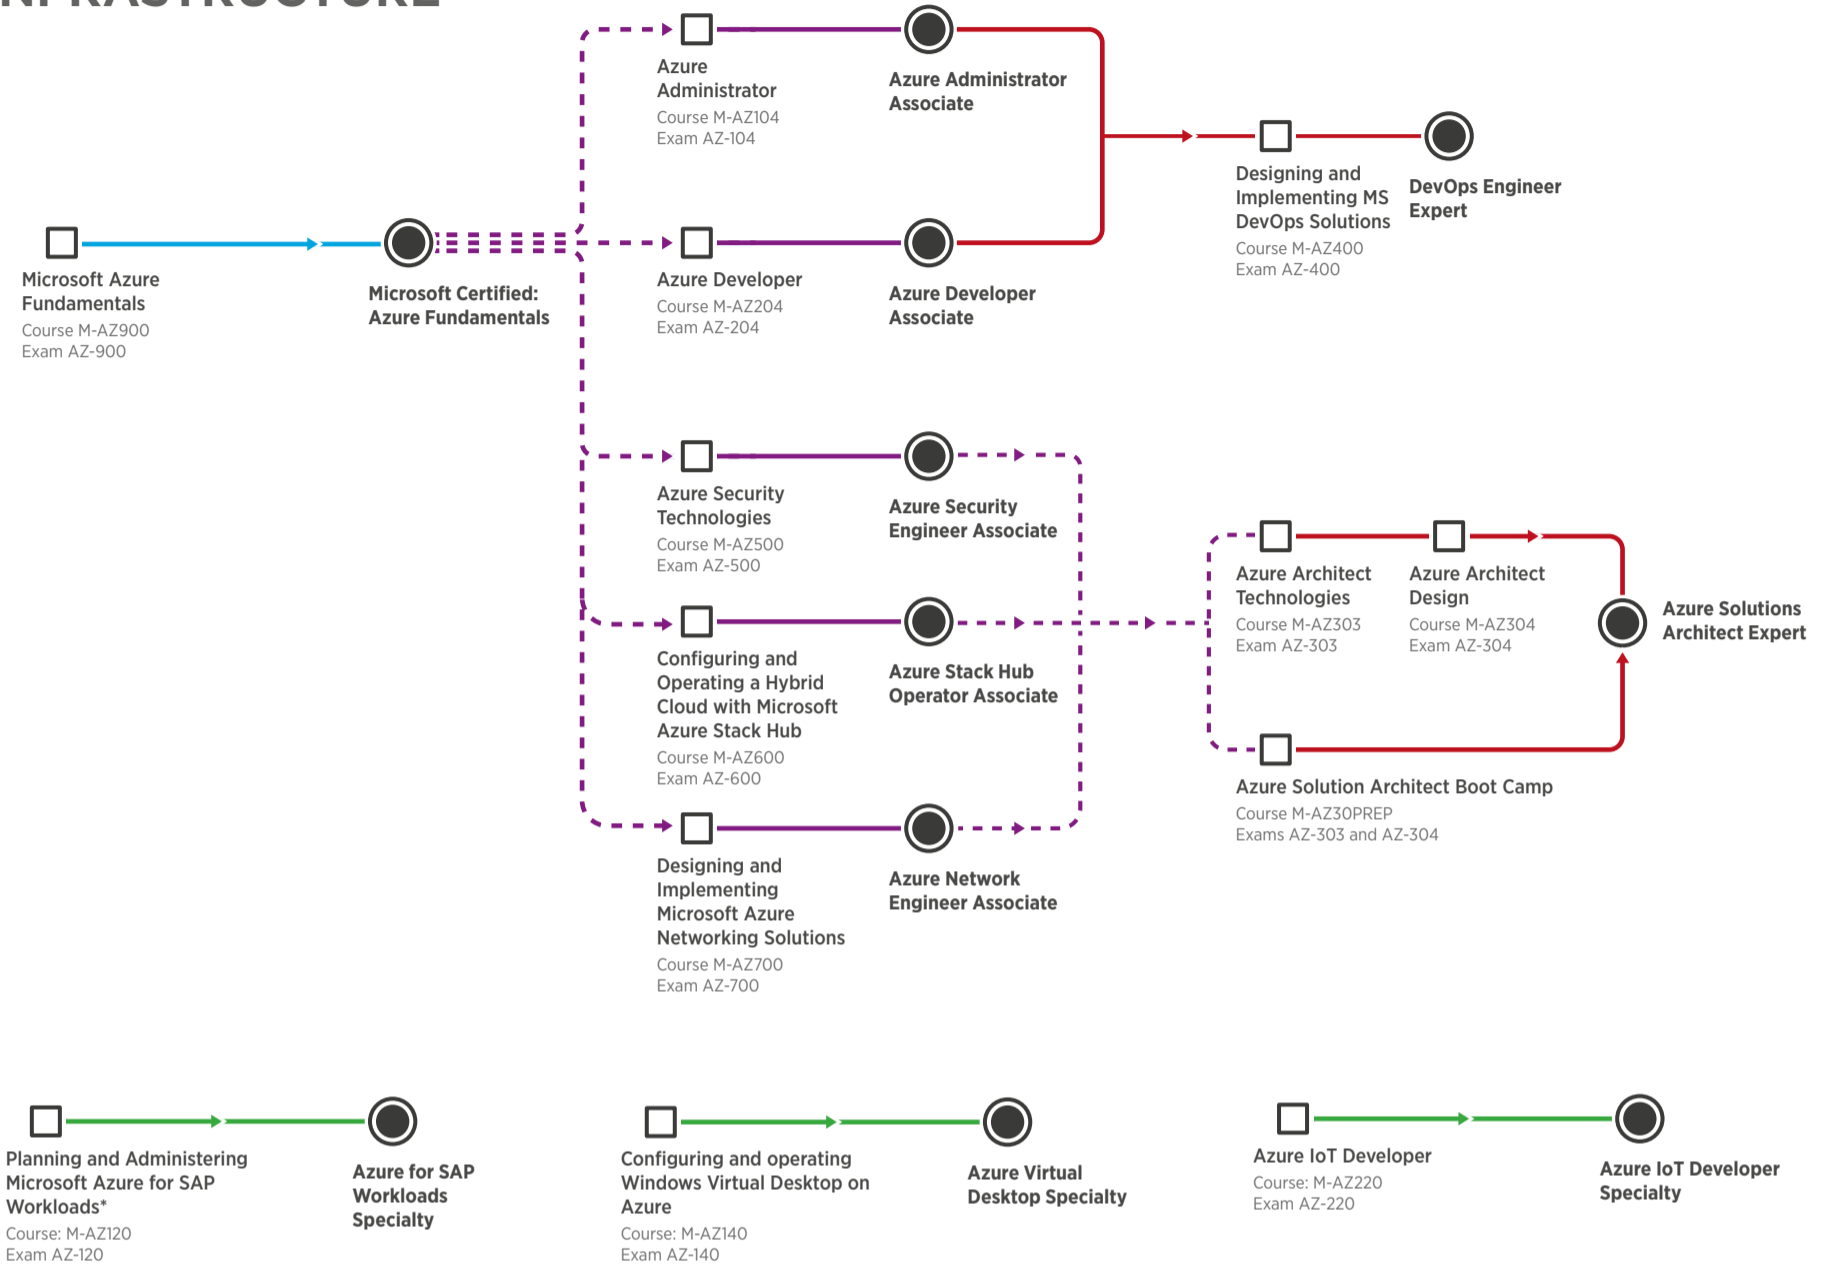 Azure
Administrator
Course M-AZ104
Exam AZ-104
Azure Administrator
Associate
Designing and
Implementing MS
DevOps Solutions
Course M-AZ400
Exam AZ-400
DevOps Engineer
Expert
Microsoft Azure
Fundamentals
Course M-AZ900
Exam AZ-900
Microsoft Certified:
Azure Fundamentals
Azure Developer
Course M-AZ204
Exam AZ-204
Azure Developer
Associate
Azure Security
Technologies
Course M-AZ500
Exam AZ-500
Azure Security
Engineer Associate
Configuring and
Operating a Hybrid
Cloud with Microsoft
Azure Stack Hub
Course M-AZ600
Exam AZ-600
Azure Stack Hub
Operator Associate
Azure Architect
Technologies
Course M-AZ303
Exam AZ-303
Azure Architect
Design
Course M-AZ304
Exam AZ-304
Azure Solutions
Architect Expert
Azure Solution Architect Boot Camp
Course M-AZ30PREP
Exams AZ-303 and AZ-304
Designing and
Implementing
Microsoft Azure
Networking Solutions
Course M-AZ700
Exam AZ-700
Azure Network
Engineer Associate
Planning and Administering
Microsoft Azure for SAP
Workloads*
Course: M-AZ120
Exam AZ-120
Azure for SAP
Workloads
Specialty
Configuring and operating
Windows Virtual Desktop on
Azure
Course: M-AZ140
Exam AZ-140
Azure Virtual
Desktop Specialty
Azure IoT Developer
Course: M-AZ220
Exam AZ-220
Azure IoT Developer
Specialty